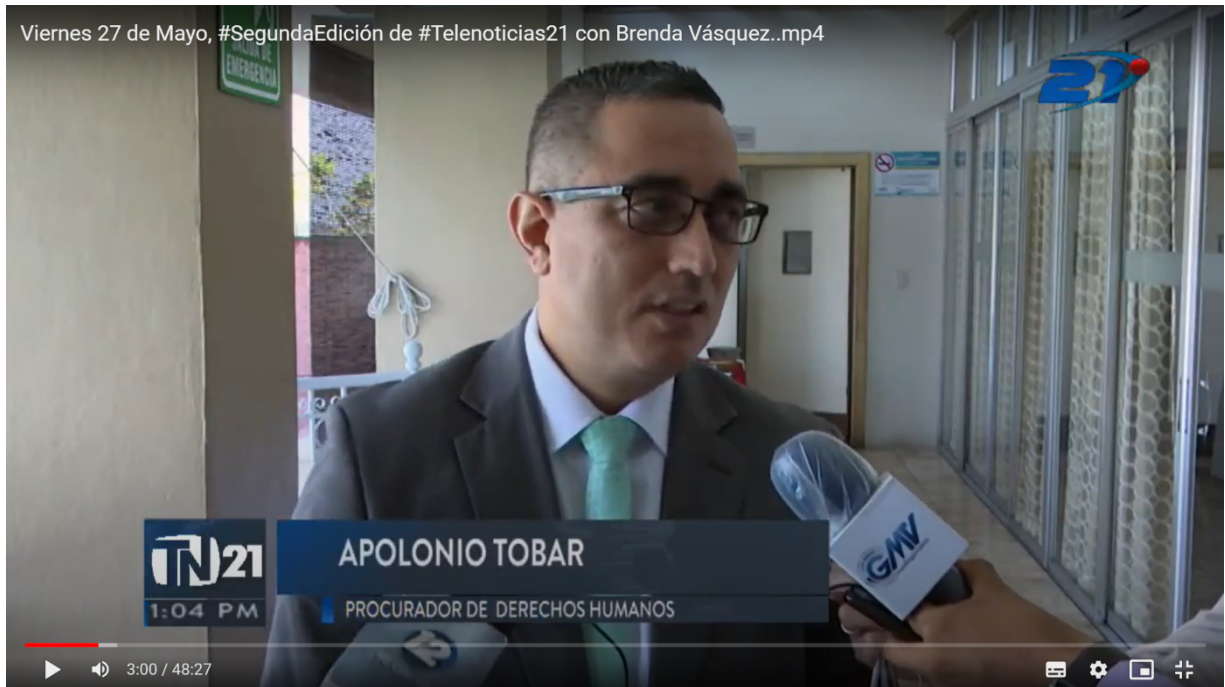 Viernes 27 de Mayo, #SegundaEdición de #Telenoticias21 con Brenda Vásquez..mp4
SALIDA DE
EMERGENCIA
21
GMV
TN21
APOLONIO TOBAR
1:04 PM
PROCURADOR DE DERECHOS HUMANOS
12
3:00 / 48:27